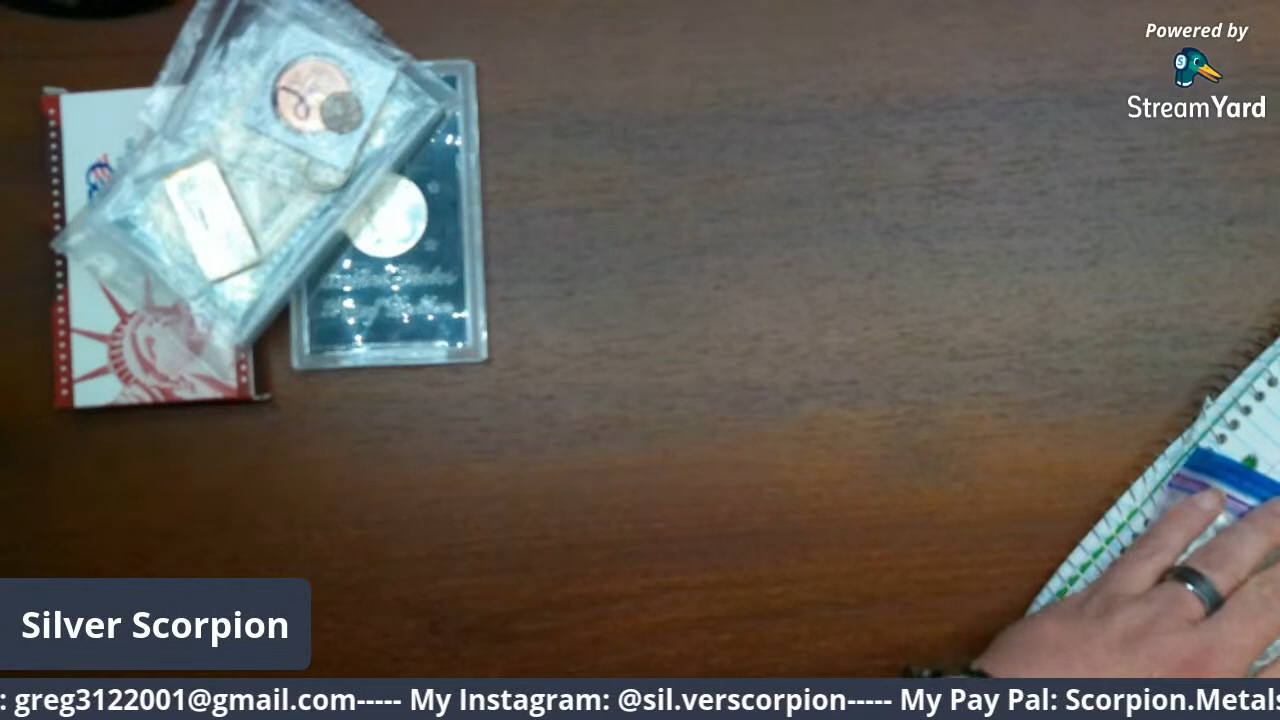 Powered by
StreamYard
Silver Scorpion
: greg3122001@gmail.com----- My Instagram: @sil.verscorpion----- My Pay Pal: Scorpion.Metals